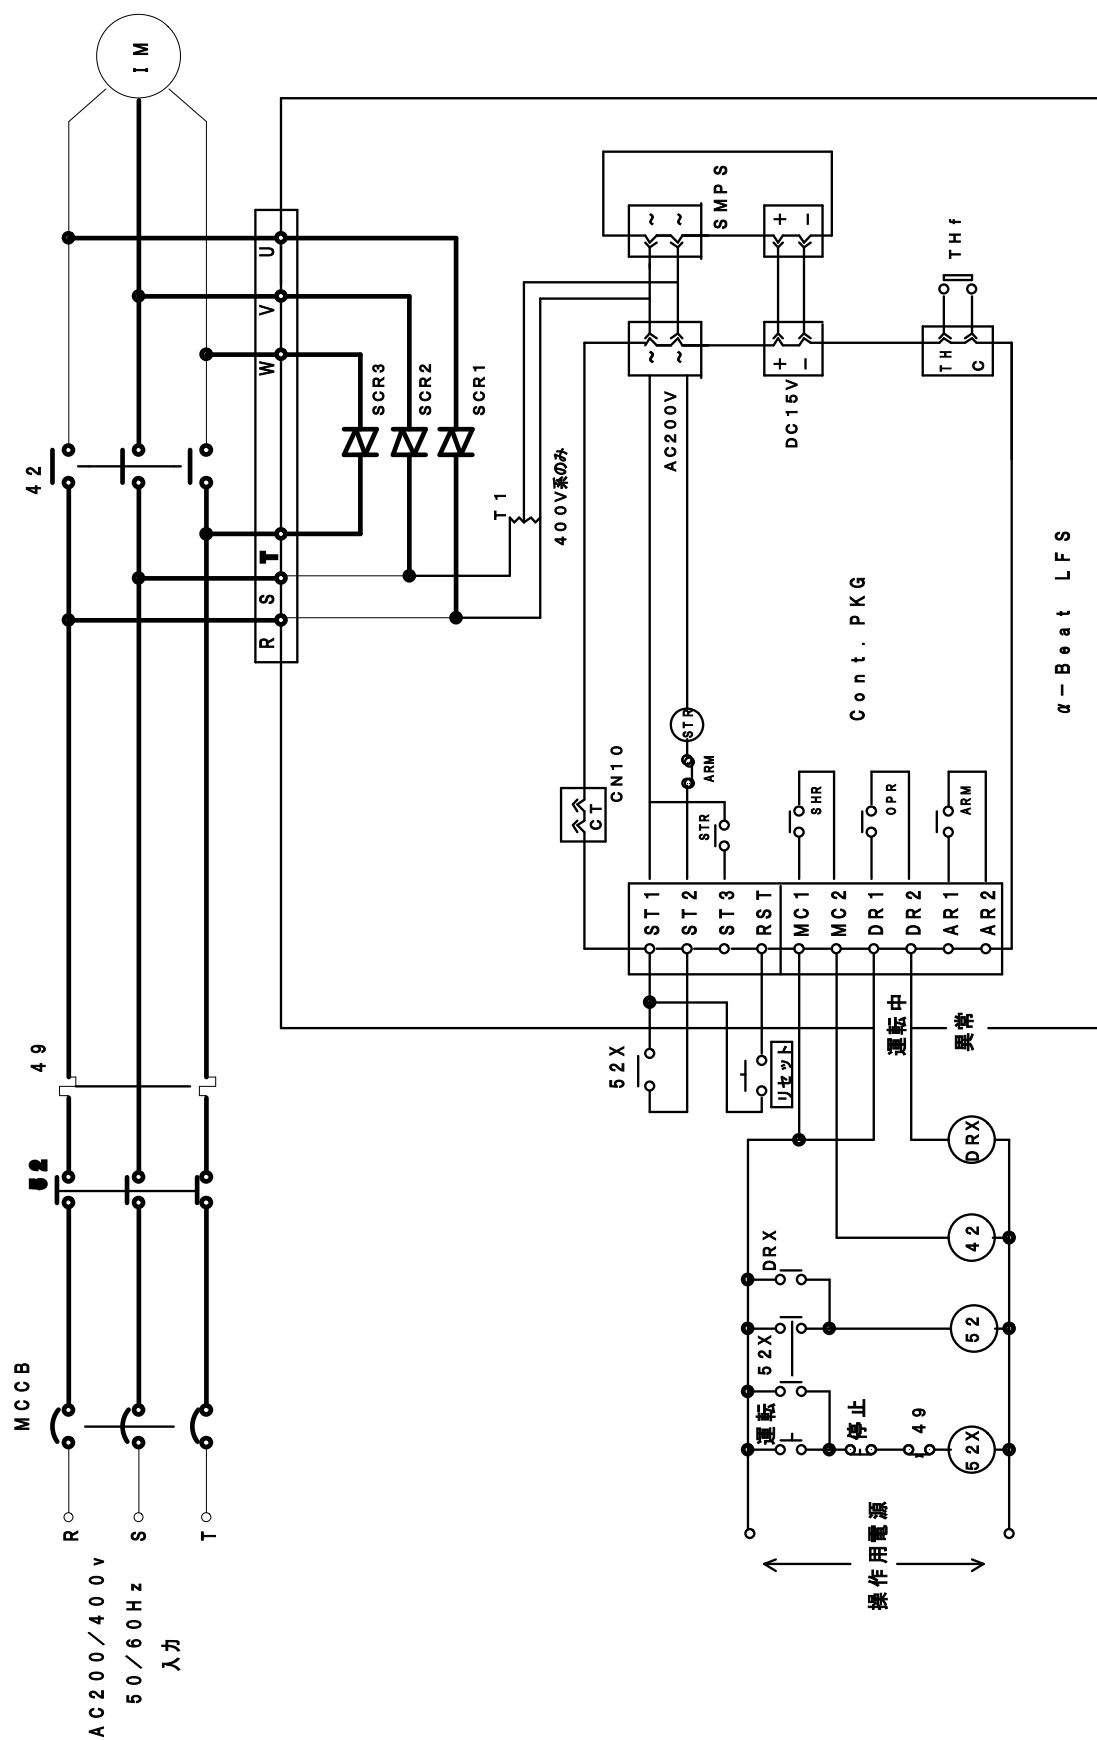 AC200/400v
50/60Hz
入力
R
S
T
MCCB
52
49
42
IM
R
S
T
W
V
U
SCR3
SCR2
SCR1
T1
400V系のみ
SMPS
~
~
+
-
~
~
+
-
AC200V
DC15V
THf
TH
C
CT
CN10
STR
ARM
STR
SHR
OPR
ARM
Cont. PKG
α-Beat LFS
ST1
ST2
ST3
RST
MC1
MC2
DR1
DR2
AR1
AR2
運転中
異常
52X
リセット
DRX
52X
運転
停止
49
DRX
42
52
52X
操作用電源